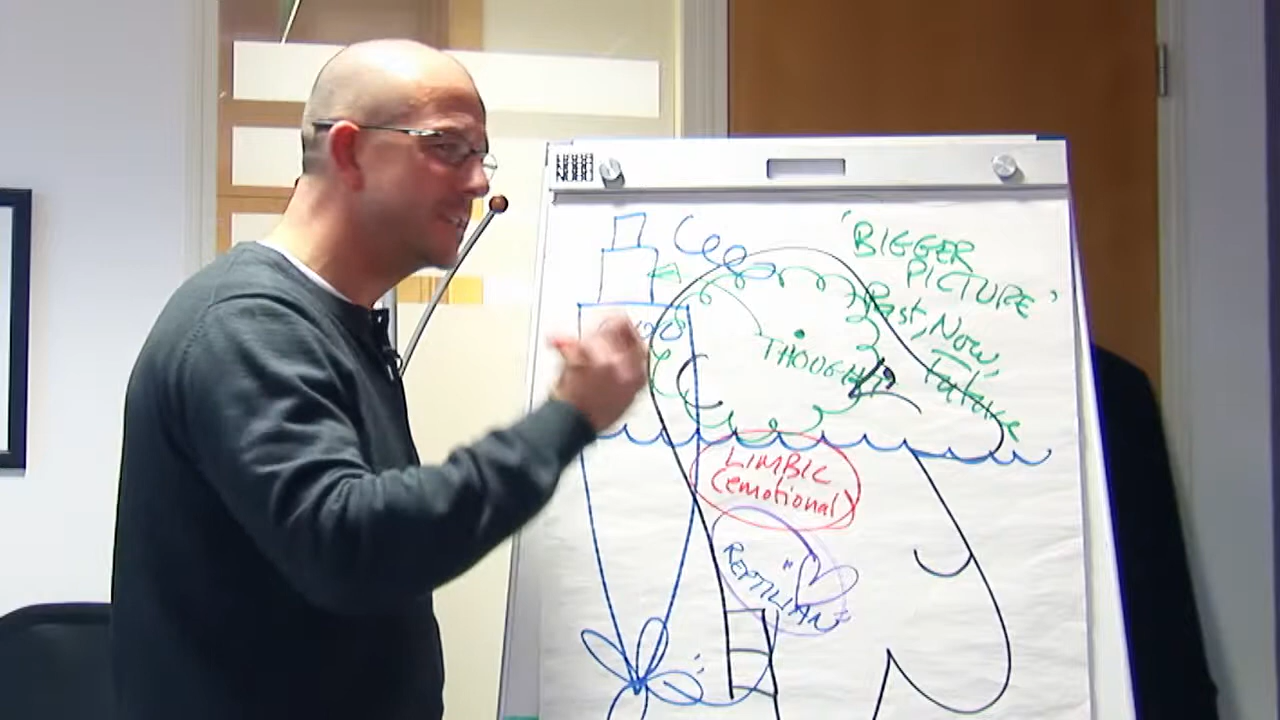 'BIGGER
PICTURE'
Past, Now,
Future
THOUGHT
LIMBIC
(emotional)
"REPTILIAN"